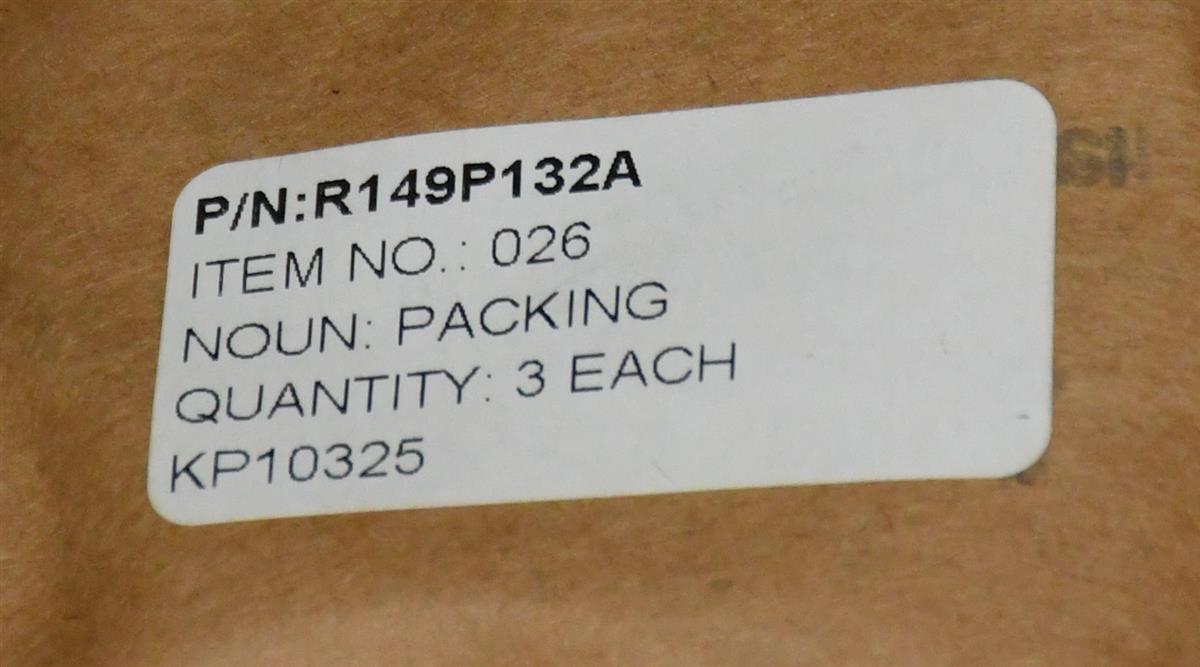 P/N:R149P132A
ITEM NO.: 026
NOUN: PACKING
QUANTITY: 3 EACH
KP10325